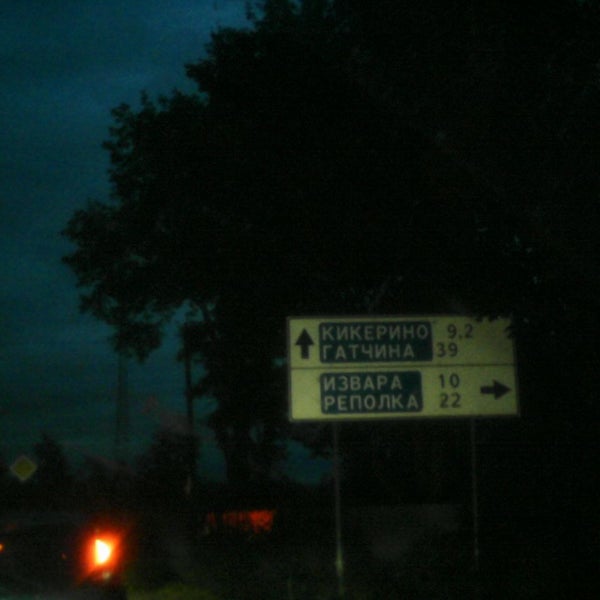 КИКЕРИНО 9,2
ГАТЧИНА 39
ИЗВАРА 10
РЕПОЛКА 22